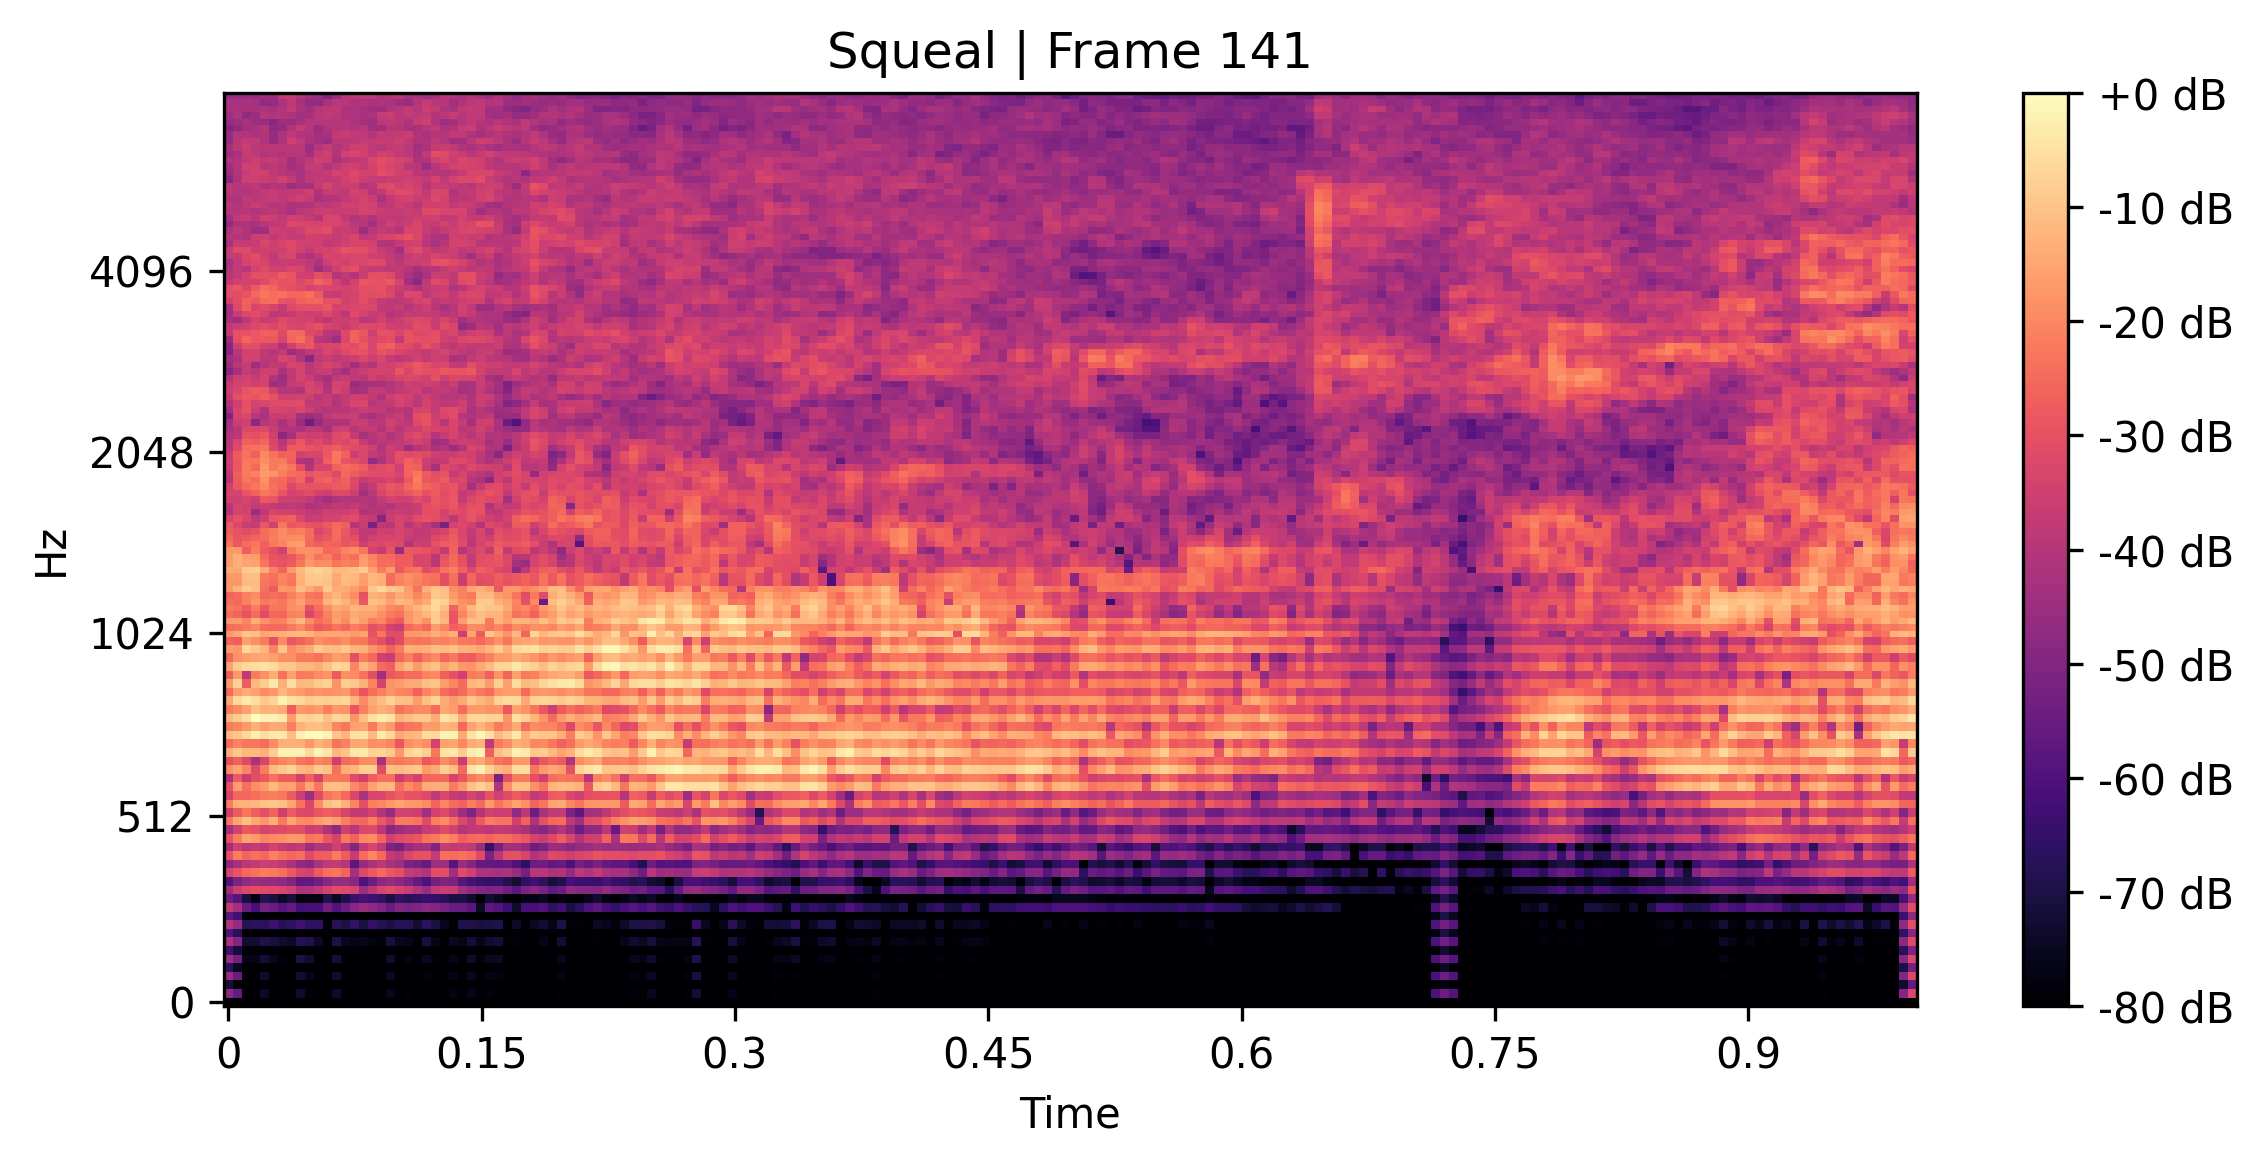 Squeal | Frame 141
+0 dB
-10 dB
-20 dB
-30 dB
-40 dB
-50 dB
-60 dB
-70 dB
-80 dB
Hz
4096
2048
1024
512
0
0 0.15 0.3 0.45 0.6 0.75 0.9
Time